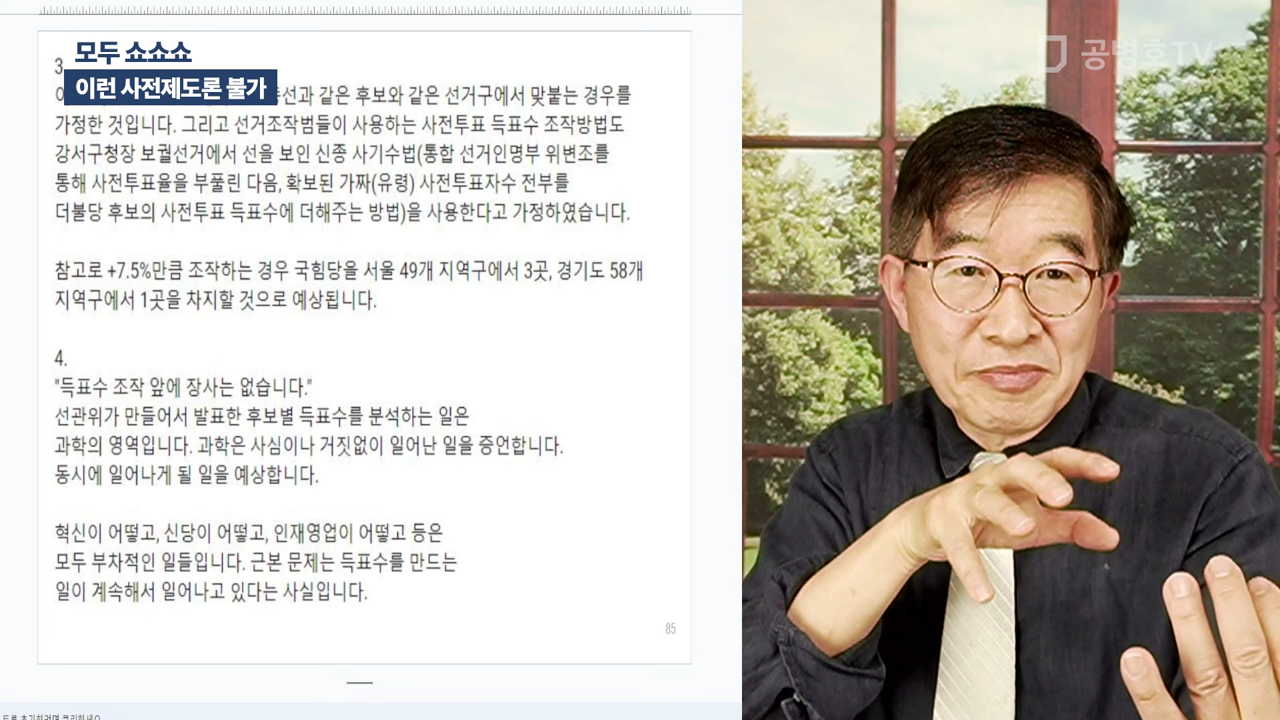 모두 쇼쇼쇼
이런 사전제도론 불가
공병호TV
3
과 같은 후보와 같은 선거구에서 맞붙는 경우를
가정한 것입니다. 그리고 선거조작범들이 사용하는 사전투표 득표수 조작방법도
강서구청장 보궐선거에서 선을 보인 신종 사기수법(통합 선거인명부 위변조를
통해 사전투표율을 부풀린 다음, 확보된 가짜(유령) 사전투표자수 전부를
더불당 후보의 사전투표 득표수에 더해주는 방법)을 사용한다고 가정하였습니다.
참고로 +7.5%만큼 조작하는 경우 국힘당을 서울 49개 지역구에서 3곳, 경기도 58개
지역구에서 1곳을 차지할 것으로 예상됩니다.
4.
"득표수 조작 앞에 장사는 없습니다."
선관위가 만들어서 발표한 후보별 득표수를 분석하는 일은
과학의 영역입니다. 과학은 사심이나 거짓없이 일어난 일을 증언합니다.
동시에 일어나게 될 일을 예상합니다.
혁신이 어떻고, 신당이 어떻고, 인재영업이 어떻고 등은
모두 부차적인 일들입니다. 근본 문제는 득표수를 만드는
일이 계속해서 일어나고 있다는 사실입니다.
85